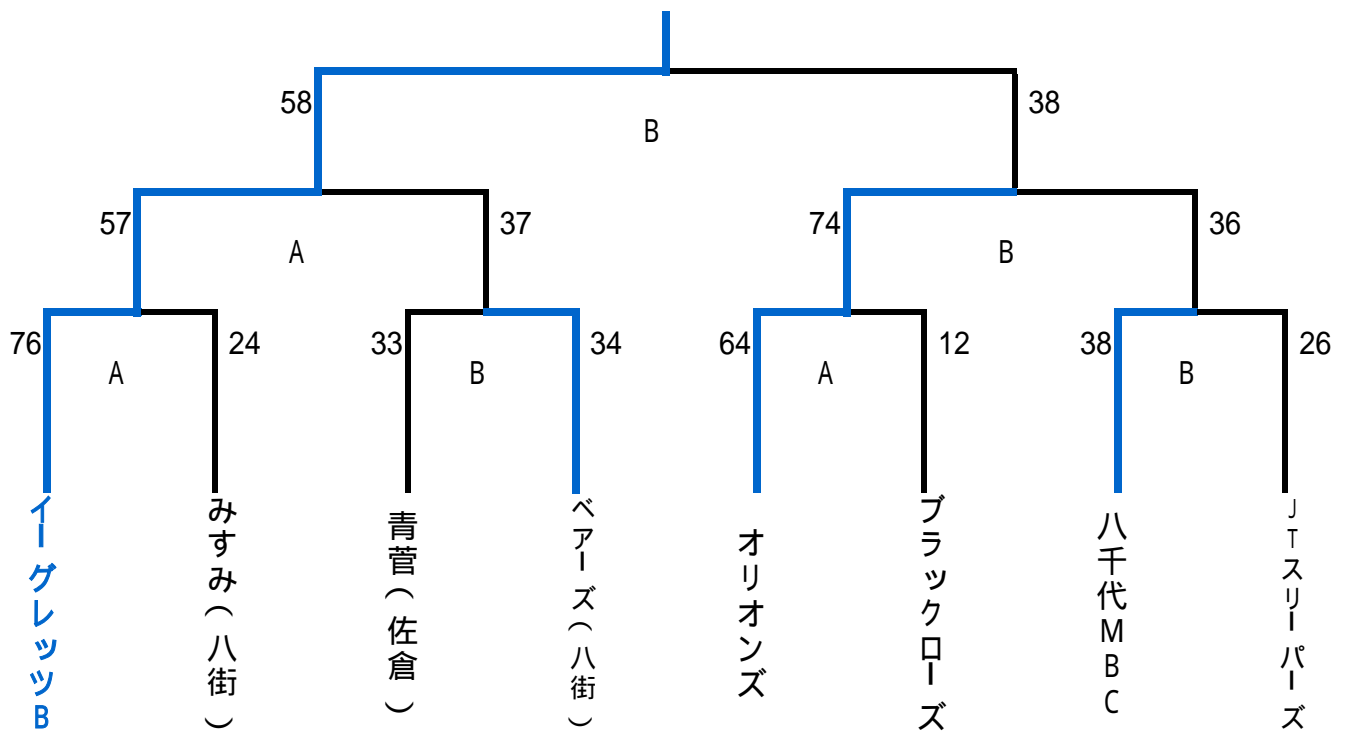 58
38
B
57
37
74
36
A
B
76
24
33
34
64
12
38
26
A
B
A
B
イーグレッツB
みすみ(八街)
青菅(佐倉)
ベアーズ(八街)
オリオンズ
ブラックローズ
八千代MBC
JTスリーパーズ